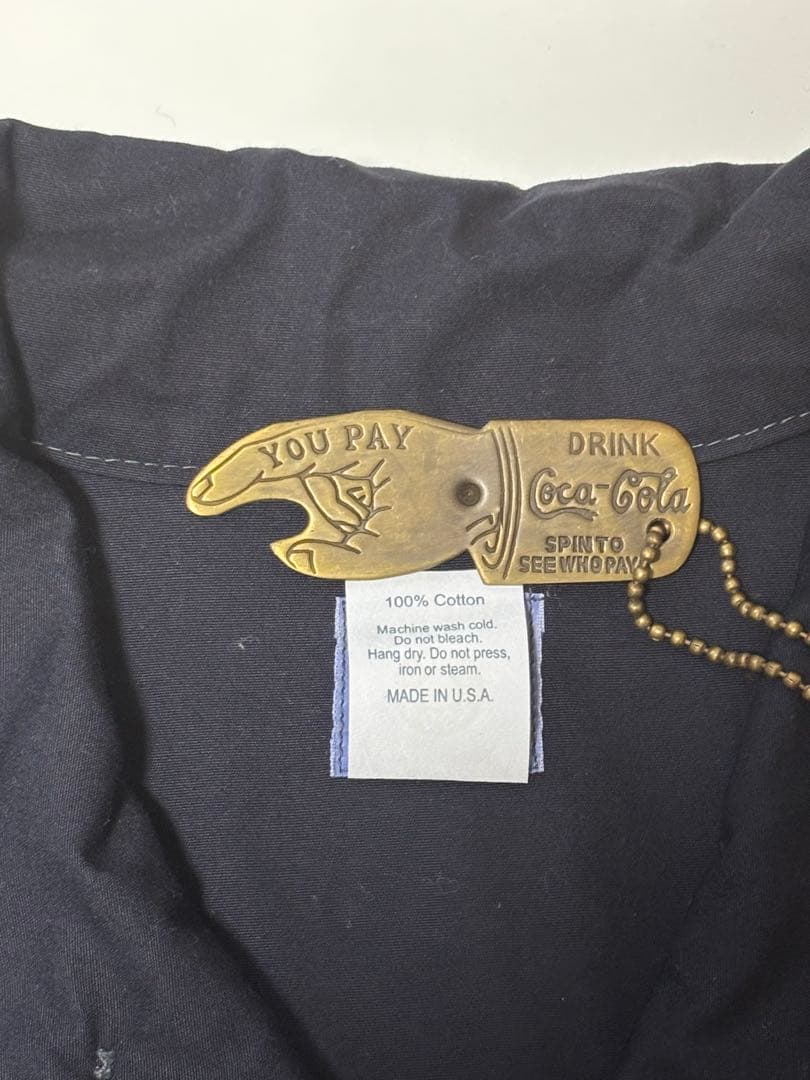 YOU PAY
DRINK
Coca-Cola
SPIN TO
SEE WHO PAYS
100% Cotton
Machine wash cold.
Do not bleach.
Hang dry. Do not press,
iron or steam.
MADE IN U.S.A.